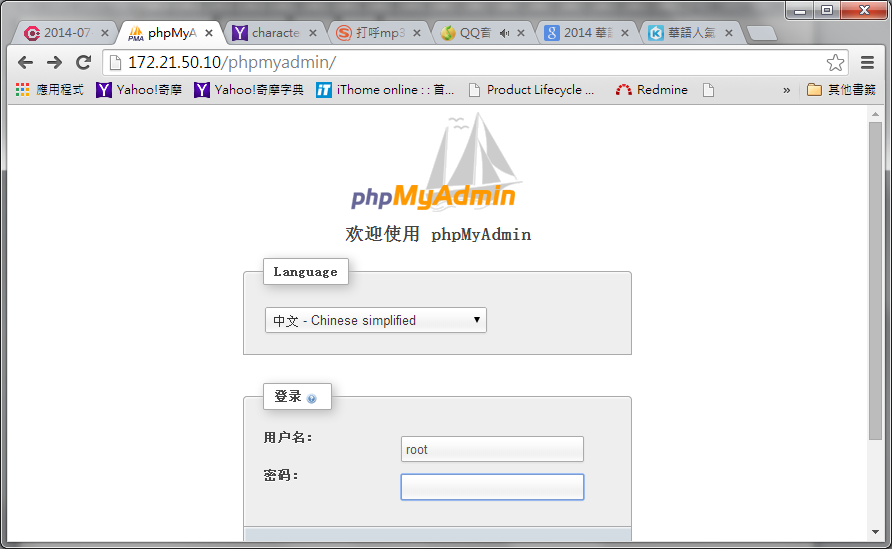 2014-07
phpMyA
characte
打呼mp3
QQ音
2014 華
華語人氣
172.21.50.10/phpmyadmin/
應用程式
Yahoo!奇摩
Yahoo!奇摩字典
iThome online : : 首...
Product Lifecycle ...
Redmine
»
其他書籤
phpMyAdmin
欢迎使用 phpMyAdmin
Language
中文 - Chinese simplified
登录
用户名:
root
密码: